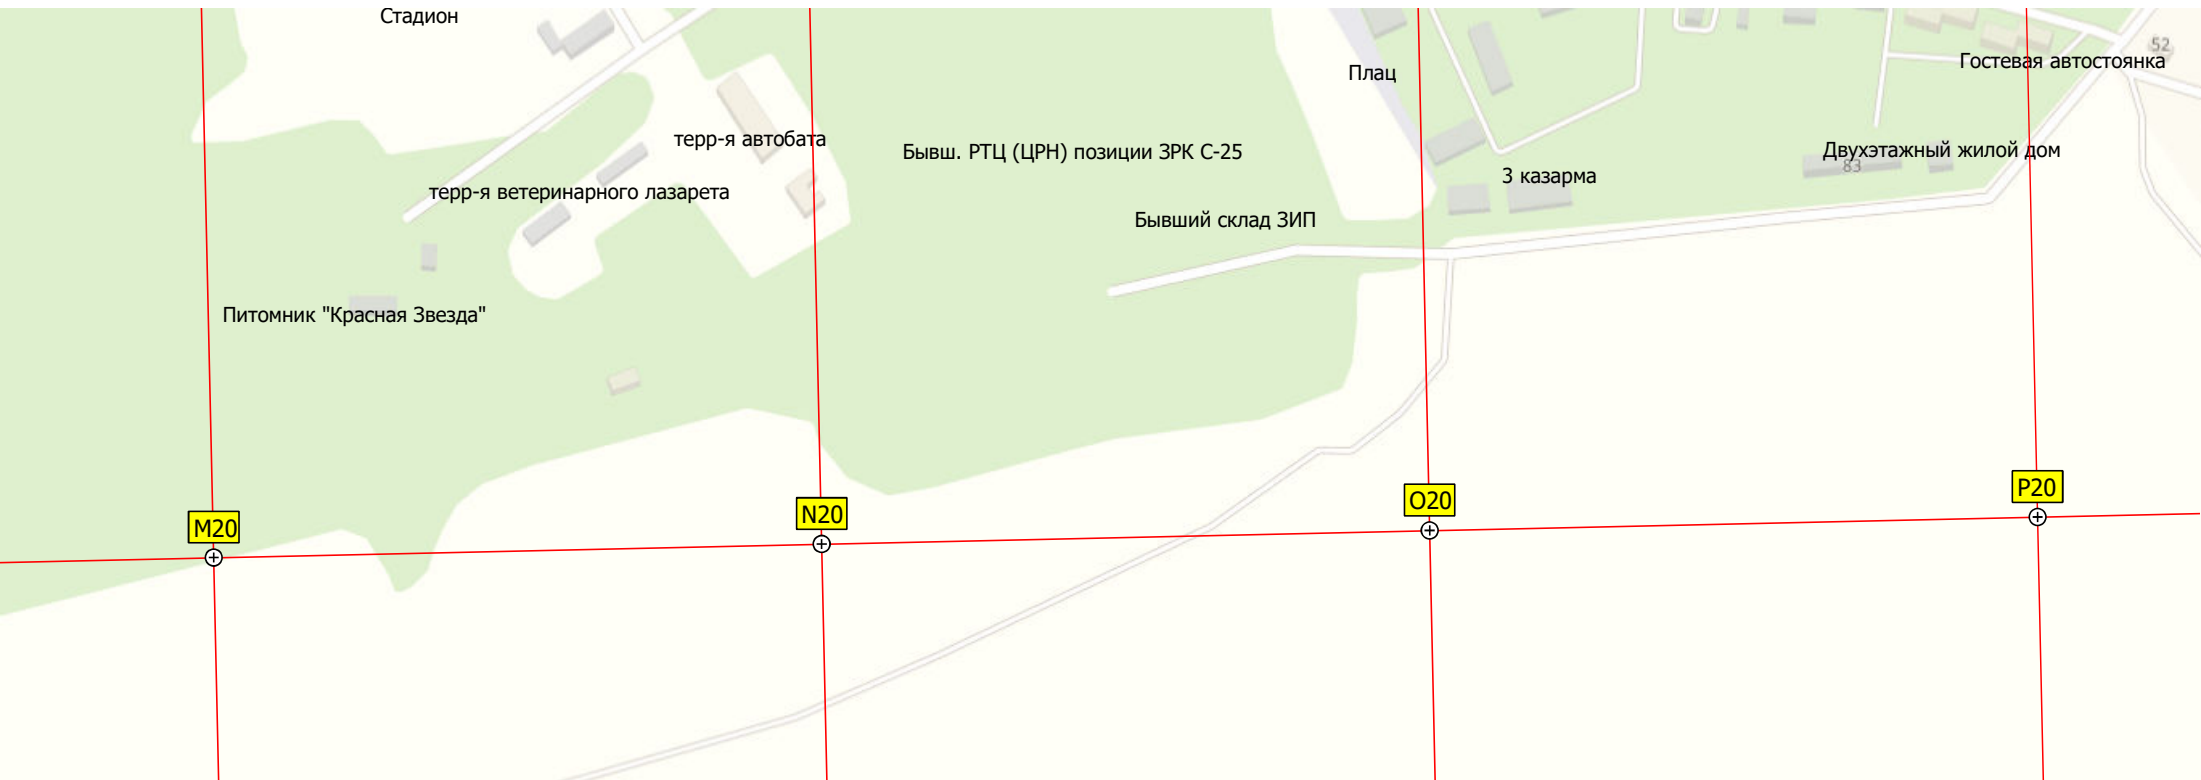 Стадион
52
Гостевая автостоянка
Плац
терр-я автобата
Бывш. РТЦ (ЦРН) позиции ЗРК С-25
Двухэтажный жилой дом
83
3 казарма
терр-я ветеринарного лазарета
Бывший склад ЗИП
Питомник "Красная Звезда"
M20
N20
O20
P20